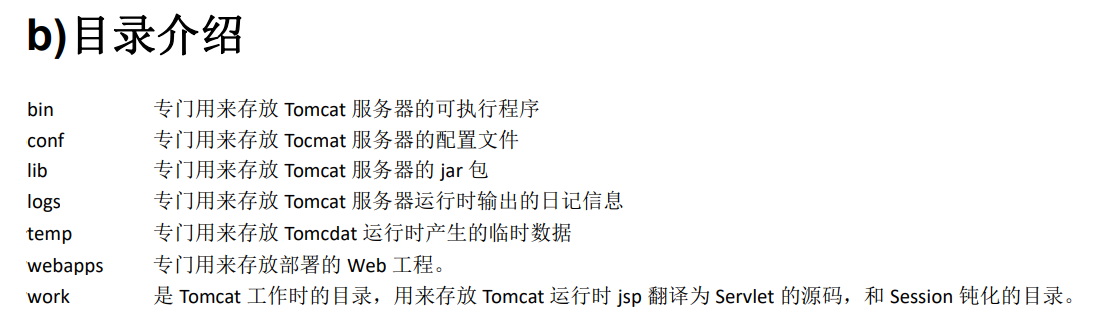 b)目录介绍
bin 专门用来存放 Tomcat 服务器的可执行程序
conf 专门用来存放 Tocmat 服务器的配置文件
lib 专门用来存放 Tomcat 服务器的 jar 包
logs 专门用来存放 Tomcat 服务器运行时输出的日记信息
temp 专门用来存放 Tomcdat 运行时产生的临时数据
webapps 专门用来存放部署的 Web 工程。
work 是 Tomcat 工作时的目录，用来存放 Tomcat 运行时 jsp 翻译为 Servlet 的源码，和 Session 钝化的目录。